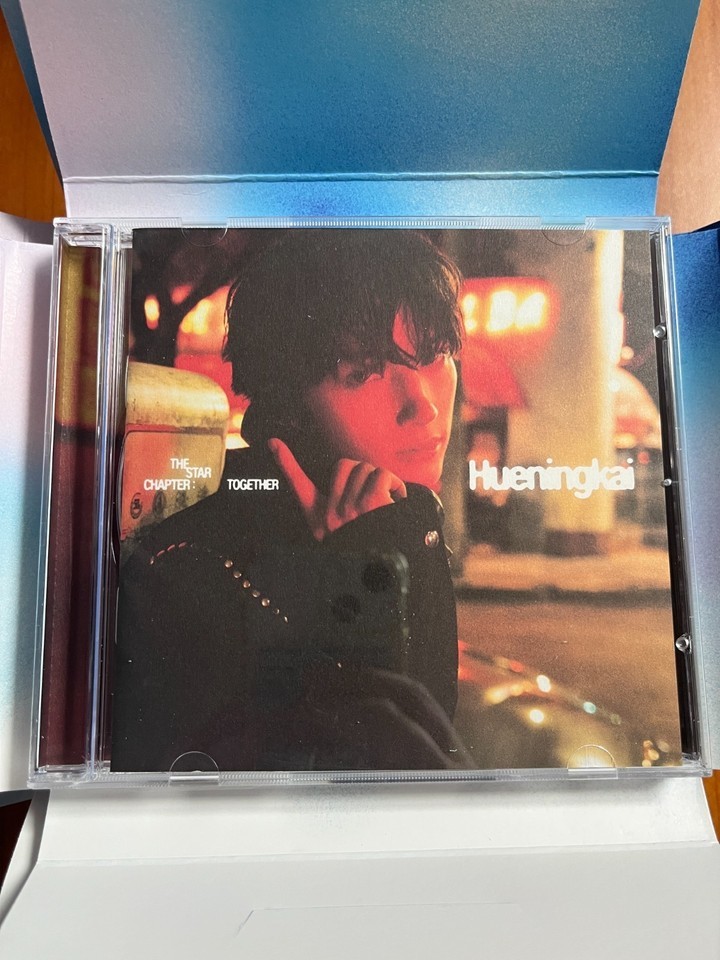 THE
STAR
CHAPTER : TOGETHER
Hueningkai